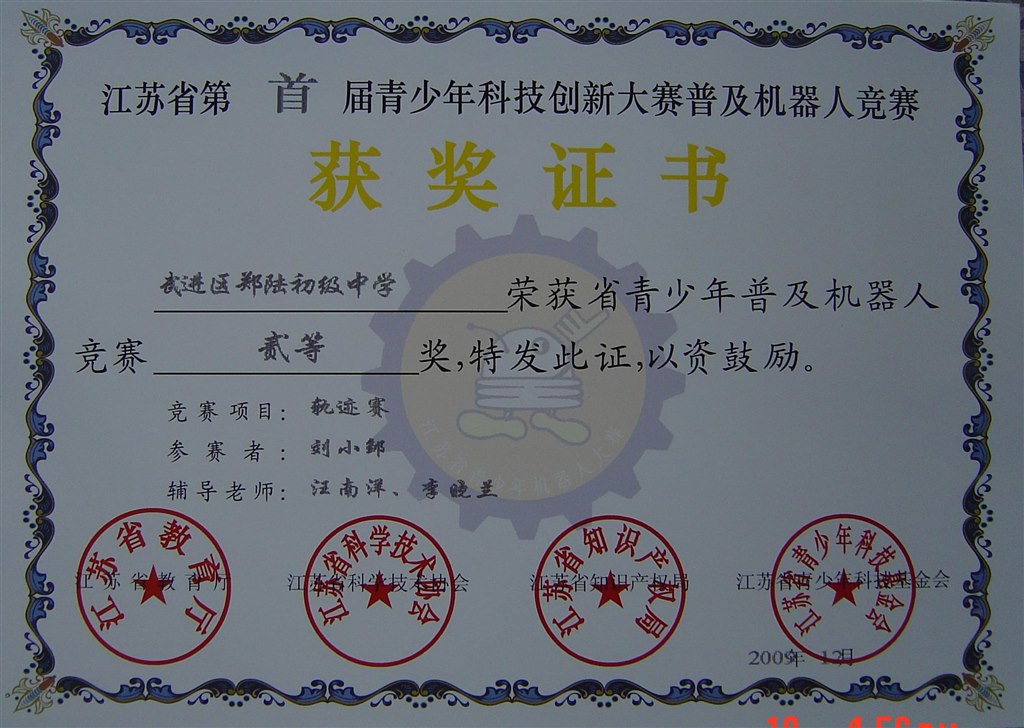 江苏省第 首 届青少年科技创新大赛普及机器人竞赛
获奖证书
武进区郑陆初级中学荣获省青少年普及机器人
竞赛 贰等 奖,特发此证,以资鼓励。
竞赛项目: 轨迹赛
参赛者: 刘小邹
辅导老师: 汪南洋、李晓兰
江苏省教育厅 江苏省科学技术协会 江苏省知识产权局 江苏省青少年科技基金会
江苏省教育厅
江苏省科学技术协会
江苏省知识产权局
江苏省青少年科技基金会
2009年 12月